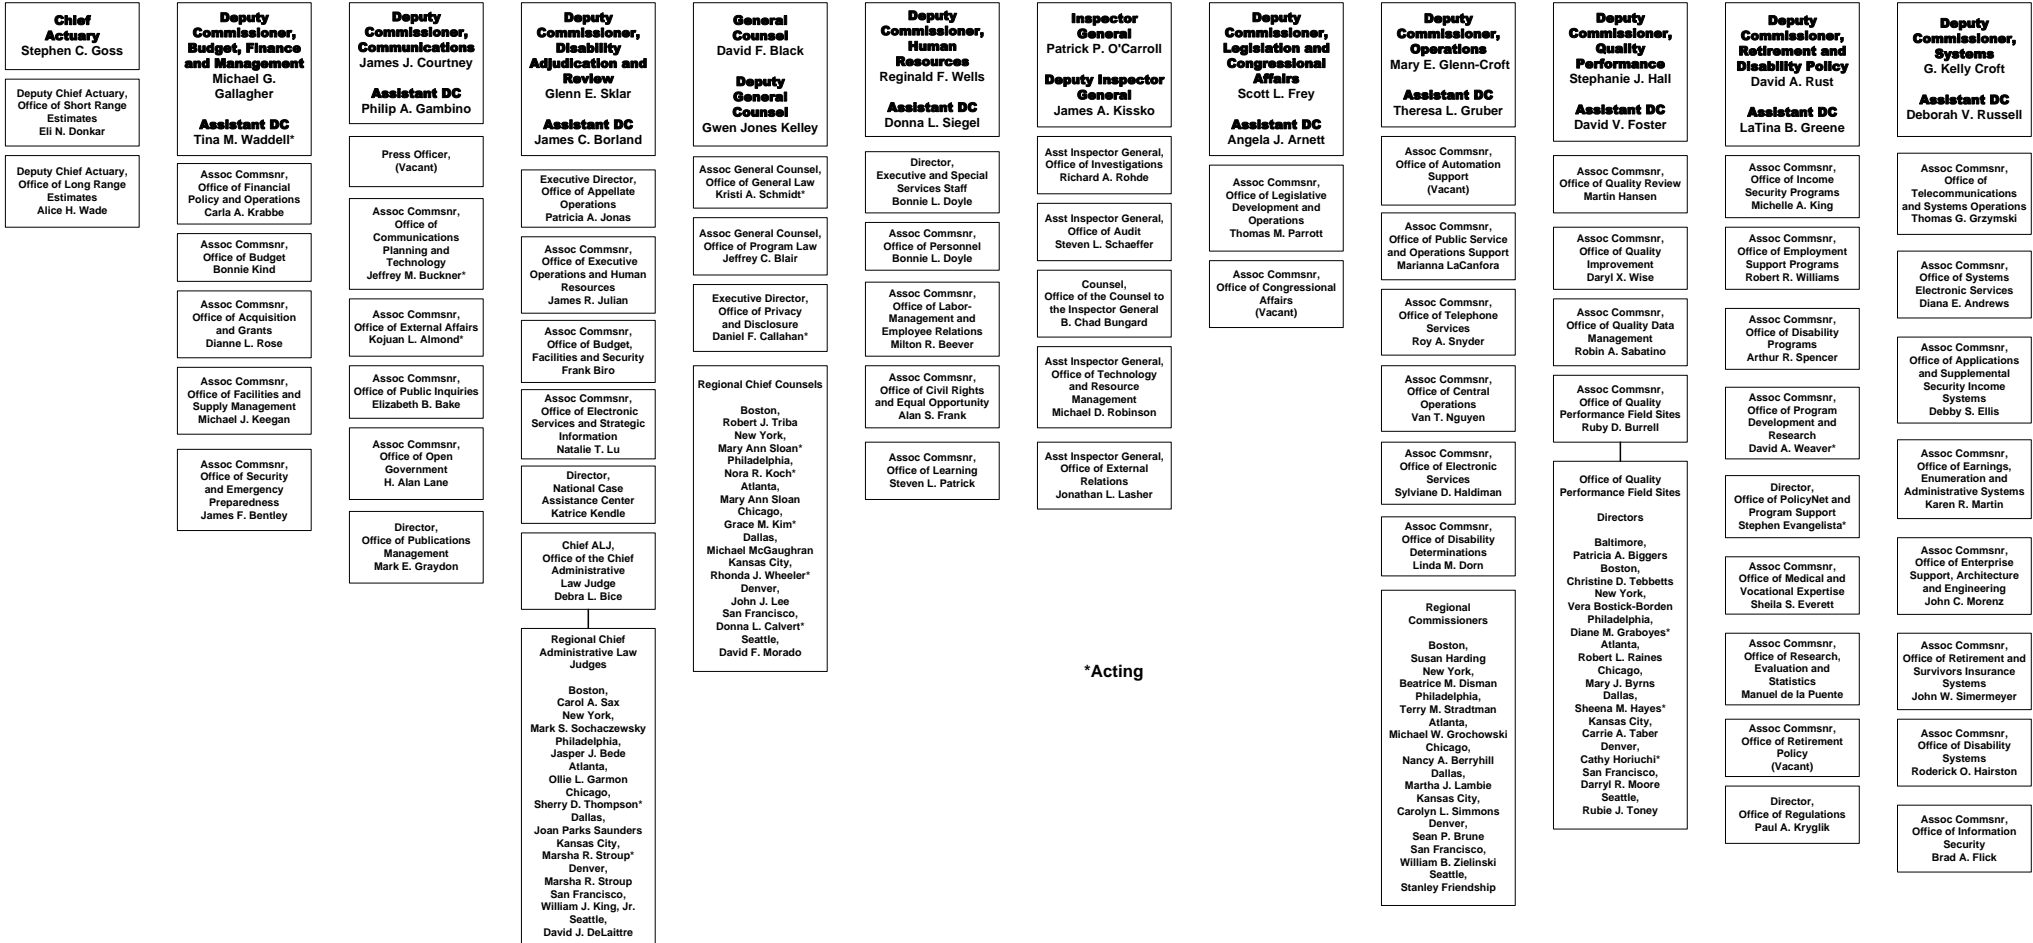 Chief
Actuary
Stephen C. Goss
Deputy Chief Actuary,
Office of Short Range
Estimates
Eli N. Donkar
Deputy Chief Actuary,
Office of Long Range
Estimates
Alice H. Wade
Deputy
Commissioner,
Budget, Finance
and Management
Michael G.
Gallagher
Assistant DC
Tina M. Waddell*
Assoc Commsnr,
Office of Financial
Policy and Operations
Carla A. Krabbe
Assoc Commsnr,
Office of Budget
Bonnie Kind
Assoc Commsnr,
Office of Acquisition
and Grants
Dianne L. Rose
Assoc Commsnr,
Office of Facilities and
Supply Management
Michael J. Keegan
Assoc Commsnr,
Office of Security
and Emergency
Preparedness
James F. Bentley
Deputy
Commissioner,
Communications
James J. Courtney
Assistant DC
Philip A. Gambino
Press Officer,
(Vacant)
Assoc Commsnr,
Office of
Communications
Planning and
Technology
Jeffrey M. Buckner*
Assoc Commsnr,
Office of External Affairs
Kojuan L. Almond*
Assoc Commsnr,
Office of Public Inquiries
Elizabeth B. Bake
Assoc Commsnr,
Office of Open
Government
H. Alan Lane
Director,
Office of Publications
Management
Mark E. Graydon
Deputy
Commissioner,
Disability
Adjudication and
Review
Glenn E. Sklar
Assistant DC
James C. Borland
Executive Director,
Office of Appellate
Operations
Patricia A. Jonas
Assoc Commsnr,
Office of Executive
Operations and Human
Resources
James R. Julian
Assoc Commsnr,
Office of Budget,
Facilities and Security
Frank Biro
Assoc Commsnr,
Office of Electronic
Services and Strategic
Information
Natalie T. Lu
Director,
National Case
Assistance Center
Katrice Kendle
Chief ALJ,
Office of the Chief
Administrative
Law Judge
Debra L. Bice
Regional Chief
Administrative Law
Judges
Boston,
Carol A. Sax
New York,
Mark S. Sochaczewsky
Philadelphia,
Jasper J. Bede
Atlanta,
Ollie L. Garmon
Chicago,
Sherry D. Thompson*
Dallas,
Joan Parks Saunders
Kansas City,
Marsha R. Stroup*
Denver,
Marsha R. Stroup
San Francisco,
William J. King, Jr.
Seattle,
David J. DeLaittre
General
Counsel
David F. Black
Deputy
General
Counsel
Gwen Jones Kelley
Assoc General Counsel,
Office of General Law
Kristi A. Schmidt*
Assoc General Counsel,
Office of Program Law
Jeffrey C. Blair
Executive Director,
Office of Privacy
and Disclosure
Daniel F. Callahan*
Regional Chief Counsels
Boston,
Robert J. Triba
New York,
Mary Ann Sloan*
Philadelphia,
Nora R. Koch*
Atlanta,
Mary Ann Sloan
Chicago,
Grace M. Kim*
Dallas,
Michael McGaughran
Kansas City,
Rhonda J. Wheeler*
Denver,
John J. Lee
San Francisco,
Donna L. Calvert*
Seattle,
David F. Morado
Deputy
Commissioner,
Human
Resources
Reginald F. Wells
Assistant DC
Donna L. Siegel
Director,
Executive and Special
Services Staff
Bonnie L. Doyle
Assoc Commsnr,
Office of Personnel
Bonnie L. Doyle
Assoc Commsnr,
Office of Labor-
Management and
Employee Relations
Milton R. Beever
Assoc Commsnr,
Office of Civil Rights
and Equal Opportunity
Alan S. Frank
Assoc Commsnr,
Office of Learning
Steven L. Patrick
Inspector
General
Patrick P. O'Carroll
Deputy Inspector
General
James A. Kissko
Asst Inspector General,
Office of Investigations
Richard A. Rohde
Asst Inspector General,
Office of Audit
Steven L. Schaeffer
Counsel,
Office of the Counsel to
the Inspector General
B. Chad Bungard
Asst Inspector General,
Office of Technology
and Resource
Management
Michael D. Robinson
Asst Inspector General,
Office of External
Relations
Jonathan L. Lasher
*Acting
Deputy
Commissioner,
Legislation and
Congressional
Affairs
Scott L. Frey
Assistant DC
Angela J. Arnett
Assoc Commsnr,
Office of Legislative
Development and
Operations
Thomas M. Parrott
Assoc Commsnr,
Office of Congressional
Affairs
(Vacant)
Deputy
Commissioner,
Operations
Mary E. Glenn-Croft
Assistant DC
Theresa L. Gruber
Assoc Commsnr,
Office of Automation
Support
(Vacant)
Assoc Commsnr,
Office of Public Service
and Operations Support
Marianna LaCanfora
Assoc Commsnr,
Office of Telephone
Services
Roy A. Snyder
Assoc Commsnr,
Office of Central
Operations
Van T. Nguyen
Assoc Commsnr,
Office of Electronic
Services
Sylviane D. Haldiman
Assoc Commsnr,
Office of Disability
Determinations
Linda M. Dorn
Regional
Commissioners
Boston,
Susan Harding
New York,
Beatrice M. Disman
Philadelphia,
Terry M. Stradtman
Atlanta,
Michael W. Grochowski
Chicago,
Nancy A. Berryhill
Dallas,
Martha J. Lambie
Kansas City,
Carolyn L. Simmons
Denver,
Sean P. Brune
San Francisco,
William B. Zielinski
Seattle,
Stanley Friendship
Deputy
Commissioner,
Quality
Performance
Stephanie J. Hall
Assistant DC
David V. Foster
Assoc Commsnr,
Office of Quality Review
Martin Hansen
Assoc Commsnr,
Office of Quality
Improvement
Daryl X. Wise
Assoc Commsnr,
Office of Quality Data
Management
Robin A. Sabatino
Assoc Commsnr,
Office of Quality
Performance Field Sites
Ruby D. Burrell
Office of Quality
Performance Field Sites
Directors
Baltimore,
Patricia A. Biggers
Boston,
Christine D. Tebbetts
New York,
Vera Bostick-Borden
Philadelphia,
Diane M. Graboyes*
Atlanta,
Robert L. Raines
Chicago,
Mary J. Byrns
Dallas,
Sheena M. Hayes*
Kansas City,
Carrie A. Taber
Denver,
Cathy Horiuchi*
San Francisco,
Darryl R. Moore
Seattle,
Rubie J. Toney
Deputy
Commissioner,
Retirement and
Disability Policy
David A. Rust
Assistant DC
LaTina B. Greene
Assoc Commsnr,
Office of Income
Security Programs
Michelle A. King
Assoc Commsnr,
Office of Employment
Support Programs
Robert R. Williams
Assoc Commsnr,
Office of Disability
Programs
Arthur R. Spencer
Assoc Commsnr,
Office of Program
Development and
Research
David A. Weaver*
Director,
Office of PolicyNet and
Program Support
Stephen Evangelista*
Assoc Commsnr,
Office of Medical and
Vocational Expertise
Sheila S. Everett
Assoc Commsnr,
Office of Research,
Evaluation and
Statistics
Manuel de la Puente
Assoc Commsnr,
Office of Retirement
Policy
(Vacant)
Director,
Office of Regulations
Paul A. Kryglik
Deputy
Commissioner,
Systems
G. Kelly Croft
Assistant DC
Deborah V. Russell
Assoc Commsnr,
Office of
Telecommunications
and Systems Operations
Thomas G. Grzymski
Assoc Commsnr,
Office of Systems
Electronic Services
Diana E. Andrews
Assoc Commsnr,
Office of Applications
and Supplemental
Security Income
Systems
Debby S. Ellis
Assoc Commsnr,
Office of Earnings,
Enumeration and
Administrative Systems
Karen R. Martin
Assoc Commsnr,
Office of Enterprise
Support, Architecture
and Engineering
John C. Morenz
Assoc Commsnr,
Office of Retirement and
Survivors Insurance
Systems
John W. Simermeyer
Assoc Commsnr,
Office of Disability
Systems
Roderick O. Hairston
Assoc Commsnr,
Office of Information
Security
Brad A. Flick